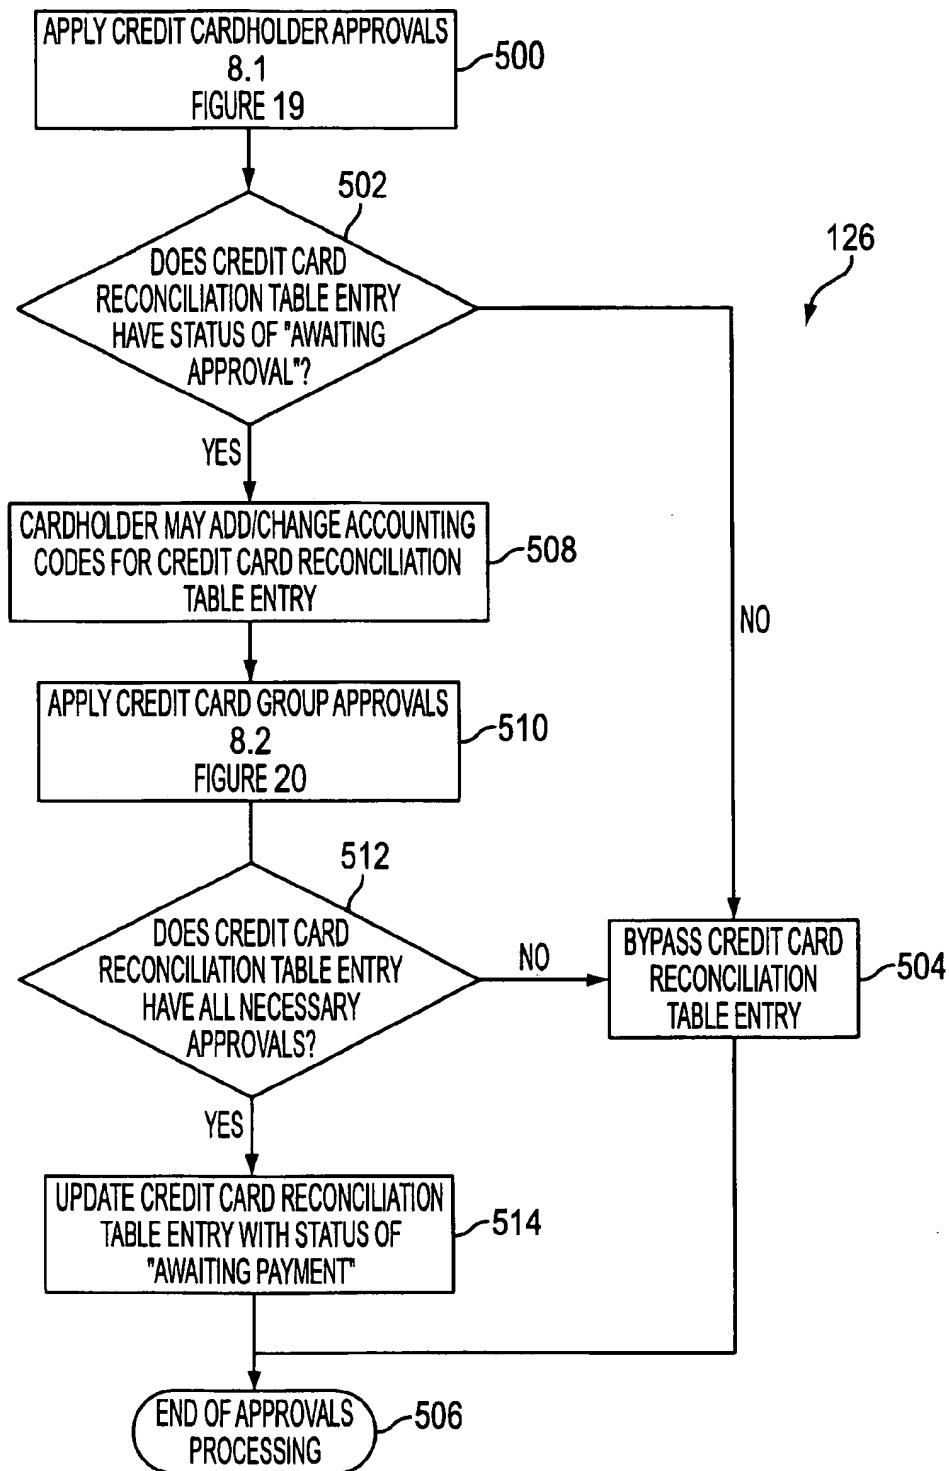 APPLY CREDIT CARDHOLDER APPROVALS
8.1
FIGURE 19
500
502
DOES CREDIT CARD
RECONCILIATION TABLE ENTRY
HAVE STATUS OF "AWAITING
APPROVAL"?
126
YES
NO
CARDHOLDER MAY ADD/CHANGE ACCOUNTING
CODES FOR CREDIT CARD RECONCILIATION
TABLE ENTRY
508
APPLY CREDIT CARD GROUP APPROVALS
8.2
FIGURE 20
510
512
DOES CREDIT CARD
RECONCILIATION TABLE ENTRY
HAVE ALL NECESSARY
APPROVALS?
NO
BYPASS CREDIT CARD
RECONCILIATION
TABLE ENTRY
504
YES
UPDATE CREDIT CARD RECONCILIATION
TABLE ENTRY WITH STATUS OF
"AWAITING PAYMENT"
514
END OF APPROVALS
PROCESSING
506